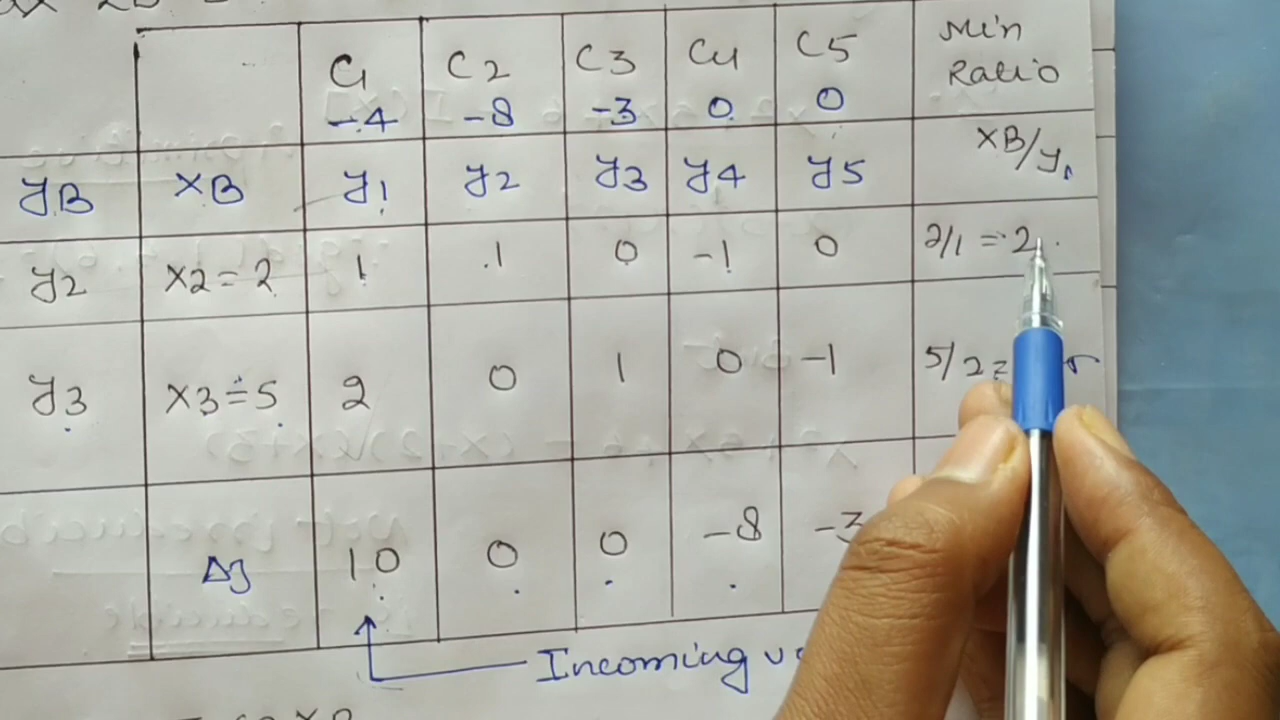 C1 C2 C3 C4 C5 Min Ratio
-4 -8 -3 0 0
yB XB y1 y2 y3 y4 y5 XB/y1
y2 x2=2 1 1 0 -1 0 2/1 = 2
y3 x3=5 2 0 1 0 -1 5/2 =
Δj 10 0 0 -8 -3
Incoming